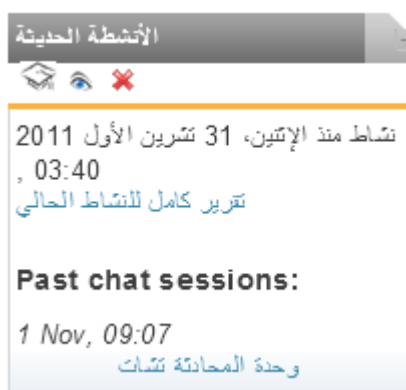 الأنشطة الحديثة
نشاط منذ الإثنين، 31 تشرين الأول 2011
, 03:40
تقرير كامل للنشاط الحالي
Past chat sessions:
1 Nov, 09:07
وحدة المحادثة تشات